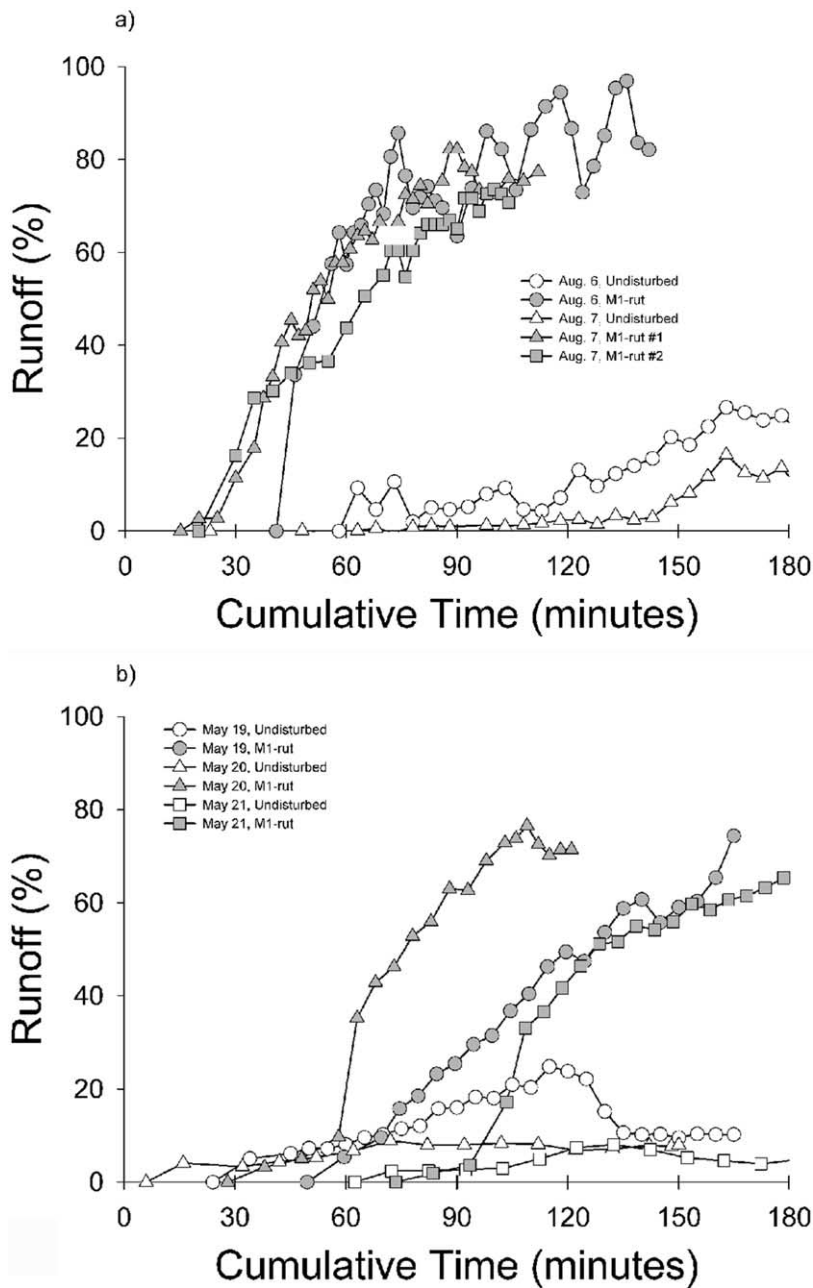 a)
100
80
60
40
20
0
Runoff (%)
Aug. 6, Undisturbed
Aug. 6, M1-rut
Aug. 7, Undisturbed
Aug. 7, M1-rut #1
Aug. 7, M1-rut #2
0 30 60 90 120 150 180
Cumulative Time (minutes)
b)
100
80
60
40
20
0
Runoff (%)
May 19, Undisturbed
May 19, M1-rut
May 20, Undisturbed
May 20, M1-rut
May 21, Undisturbed
May 21, M1-rut
0 30 60 90 120 150 180
Cumulative Time (minutes)